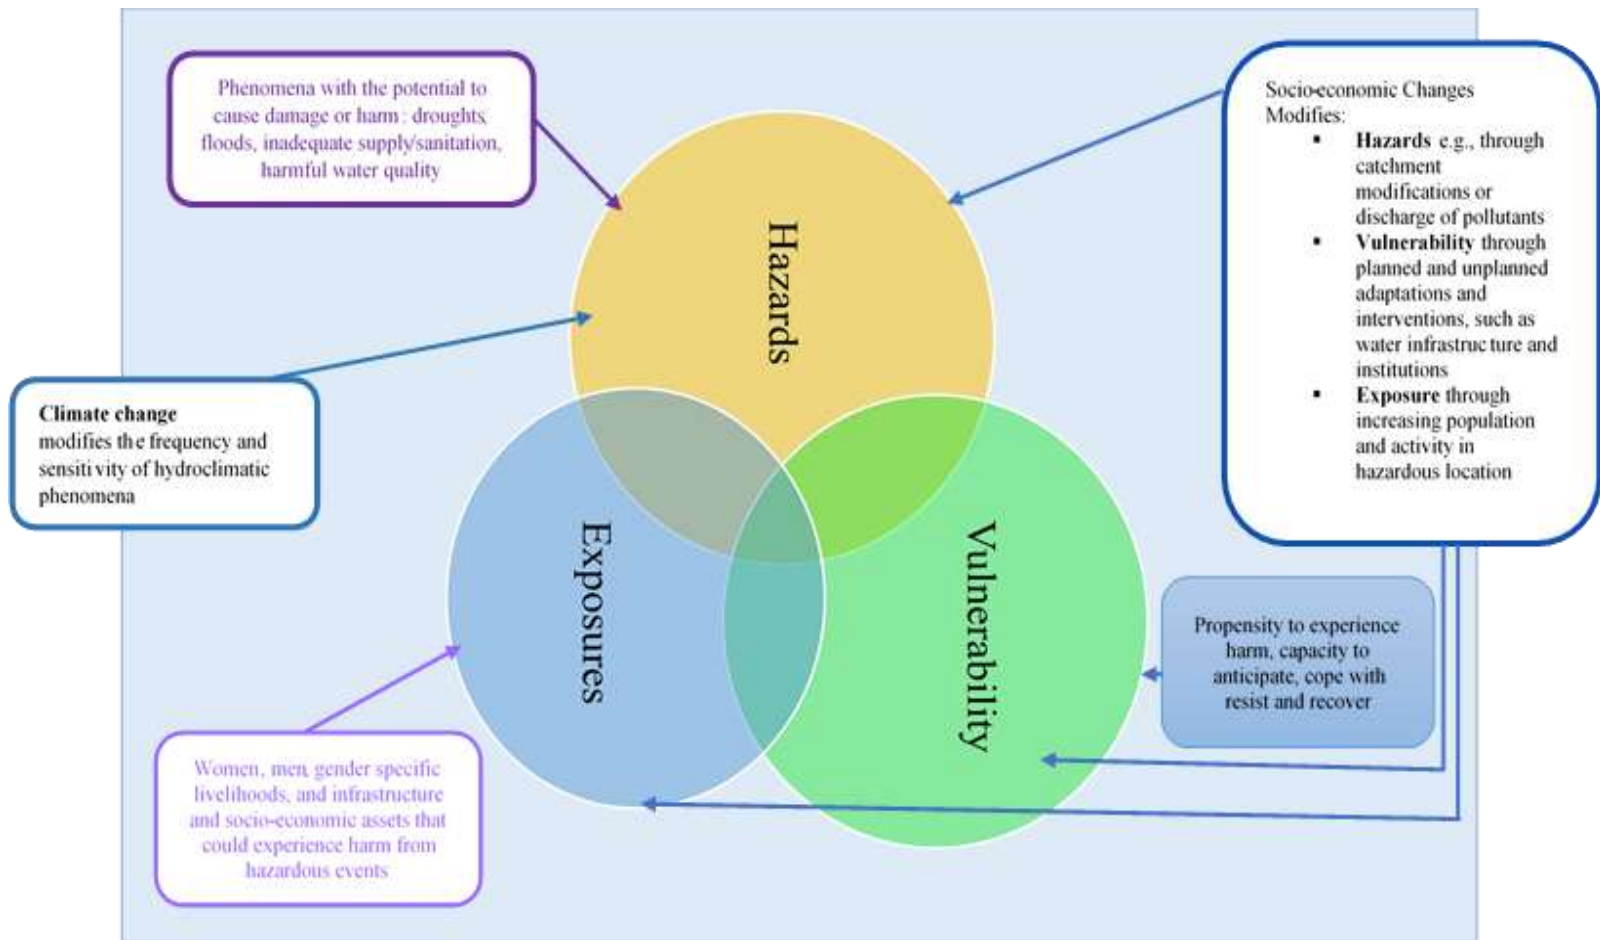 Phenomena with the potential to
cause damage or harm : droughts,
floods, inadequate supply/sanitation,
harmful water quality
Socio-economic Changes
Modifies:
▪ Hazards e.g., through
catchment
modifications or
discharge of pollutants
▪ Vulnerability through
planned and unplanned
adaptations and
interventions, such as
water infrastructure and
institutions
▪ Exposure through
increasing population
and activity in
hazardous location
Hazards
Climate change
modifies the frequency and
sensitivity of hydroclimatic
phenomena
Exposures
Vulnerability
Propensity to experience
harm, capacity to
anticipate, cope with
resist and recover
Women, men, gender specific
livelihoods, and infrastructure
and socio-economic assets that
could experience harm from
hazardous events